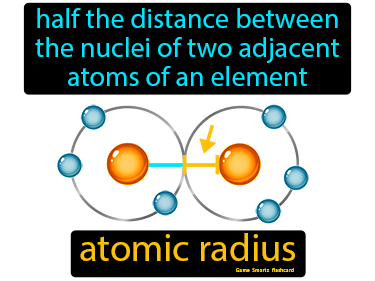 half the distance between
the nuclei of two adjacent
atoms of an element
atomic radius
Game Smartz flashcard